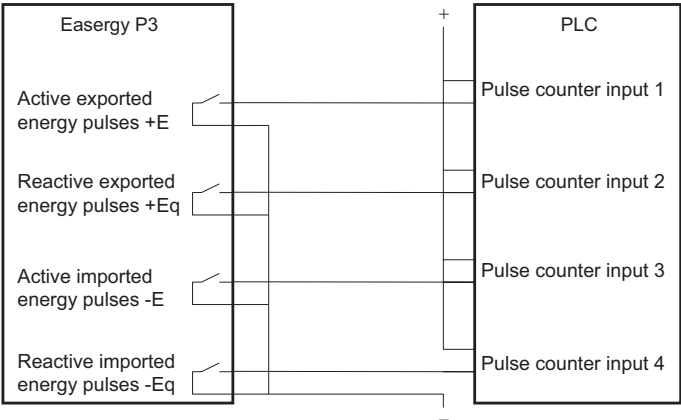 Easergy P3
+
PLC
Active exported
energy pulses +E
Pulse counter input 1
Reactive exported
energy pulses +Eq
Pulse counter input 2
Active imported
energy pulses -E
Pulse counter input 3
Reactive imported
energy pulses -Eq
Pulse counter input 4
-